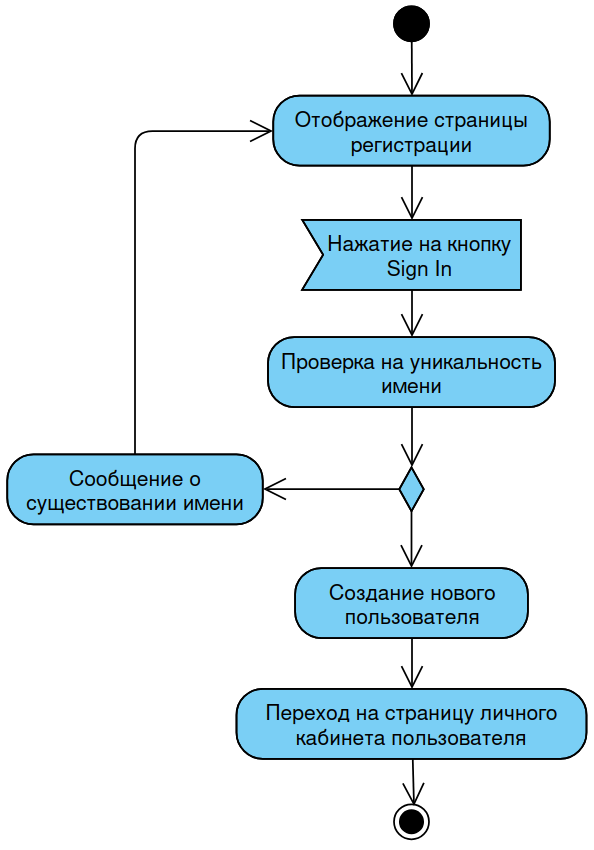 Отображение страницы
регистрации
Нажатие на кнопку
Sign In
Проверка на уникальность
имени
Сообщение о
существовании имени
Создание нового
пользователя
Переход на страницу личного
кабинета пользователя